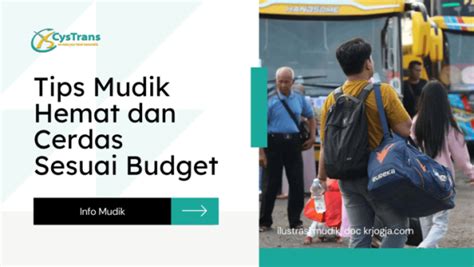 CysTrans
Tips Mudik
Hemat dan
Cerdas
Sesuai Budget
Info Mudik
ilustrasi mudik, doc krjogja.com